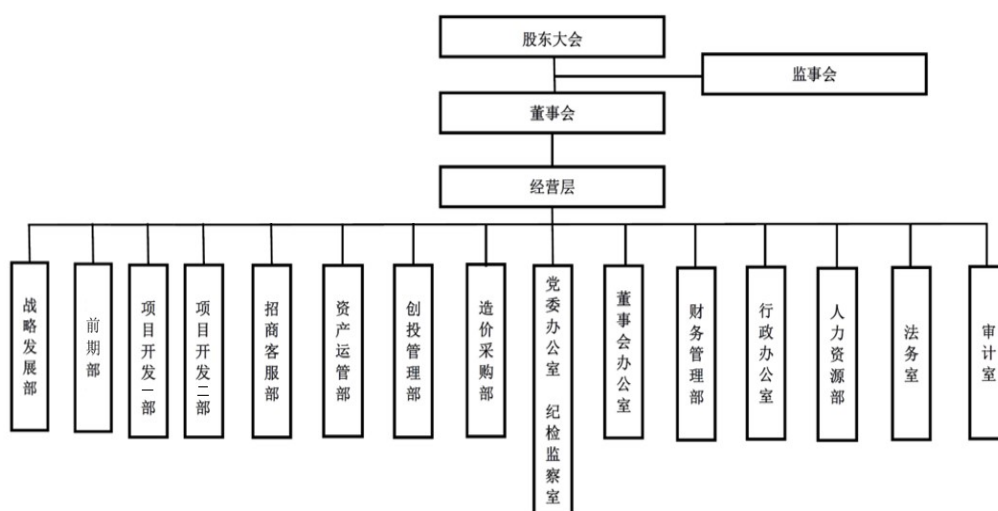 股东大会
监事会
董事会
经营层
战略发展部
前期部
项目开发一部
项目开发二部
招商客服部
资产运管部
创投管理部
造价采购部
党委办公室 纪检监察室
董事会办公室
财务管理部
行政办公室
人力资源部
法务室
审计室